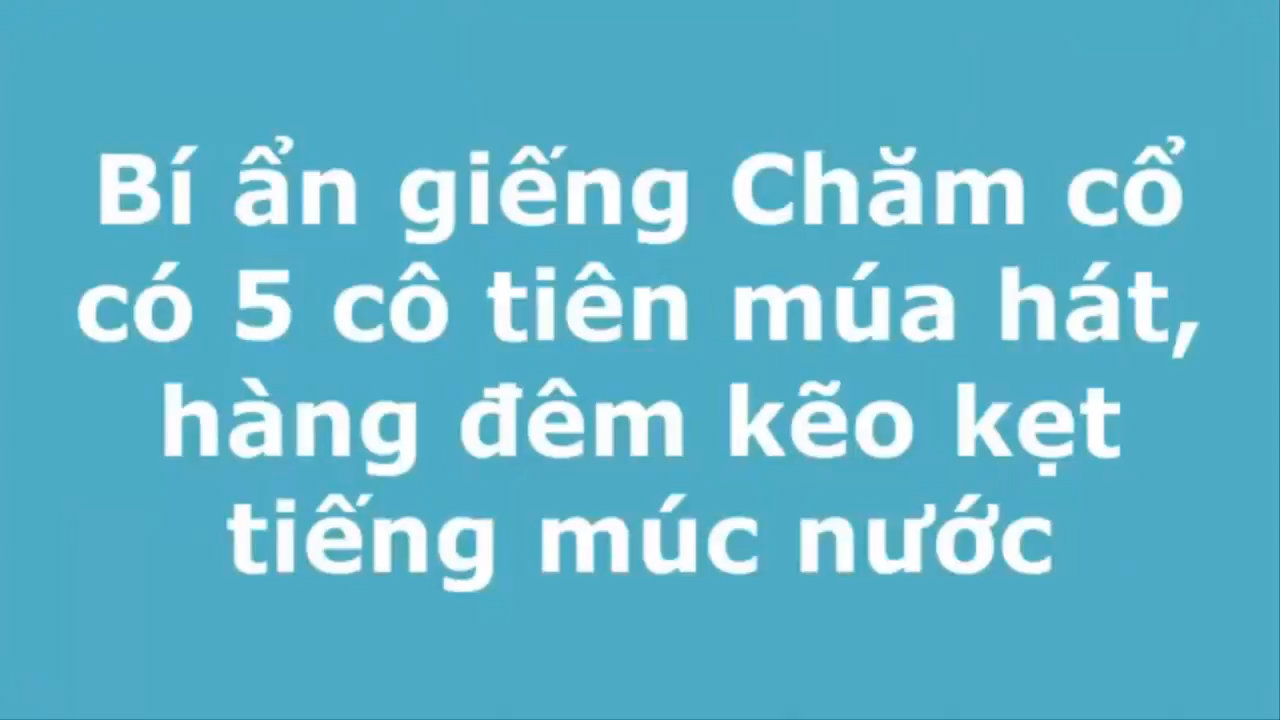 Bí ẩn giếng Chăm cổ
có 5 cô tiên múa hát,
hàng đêm kẽo kẹt
tiếng múc nước